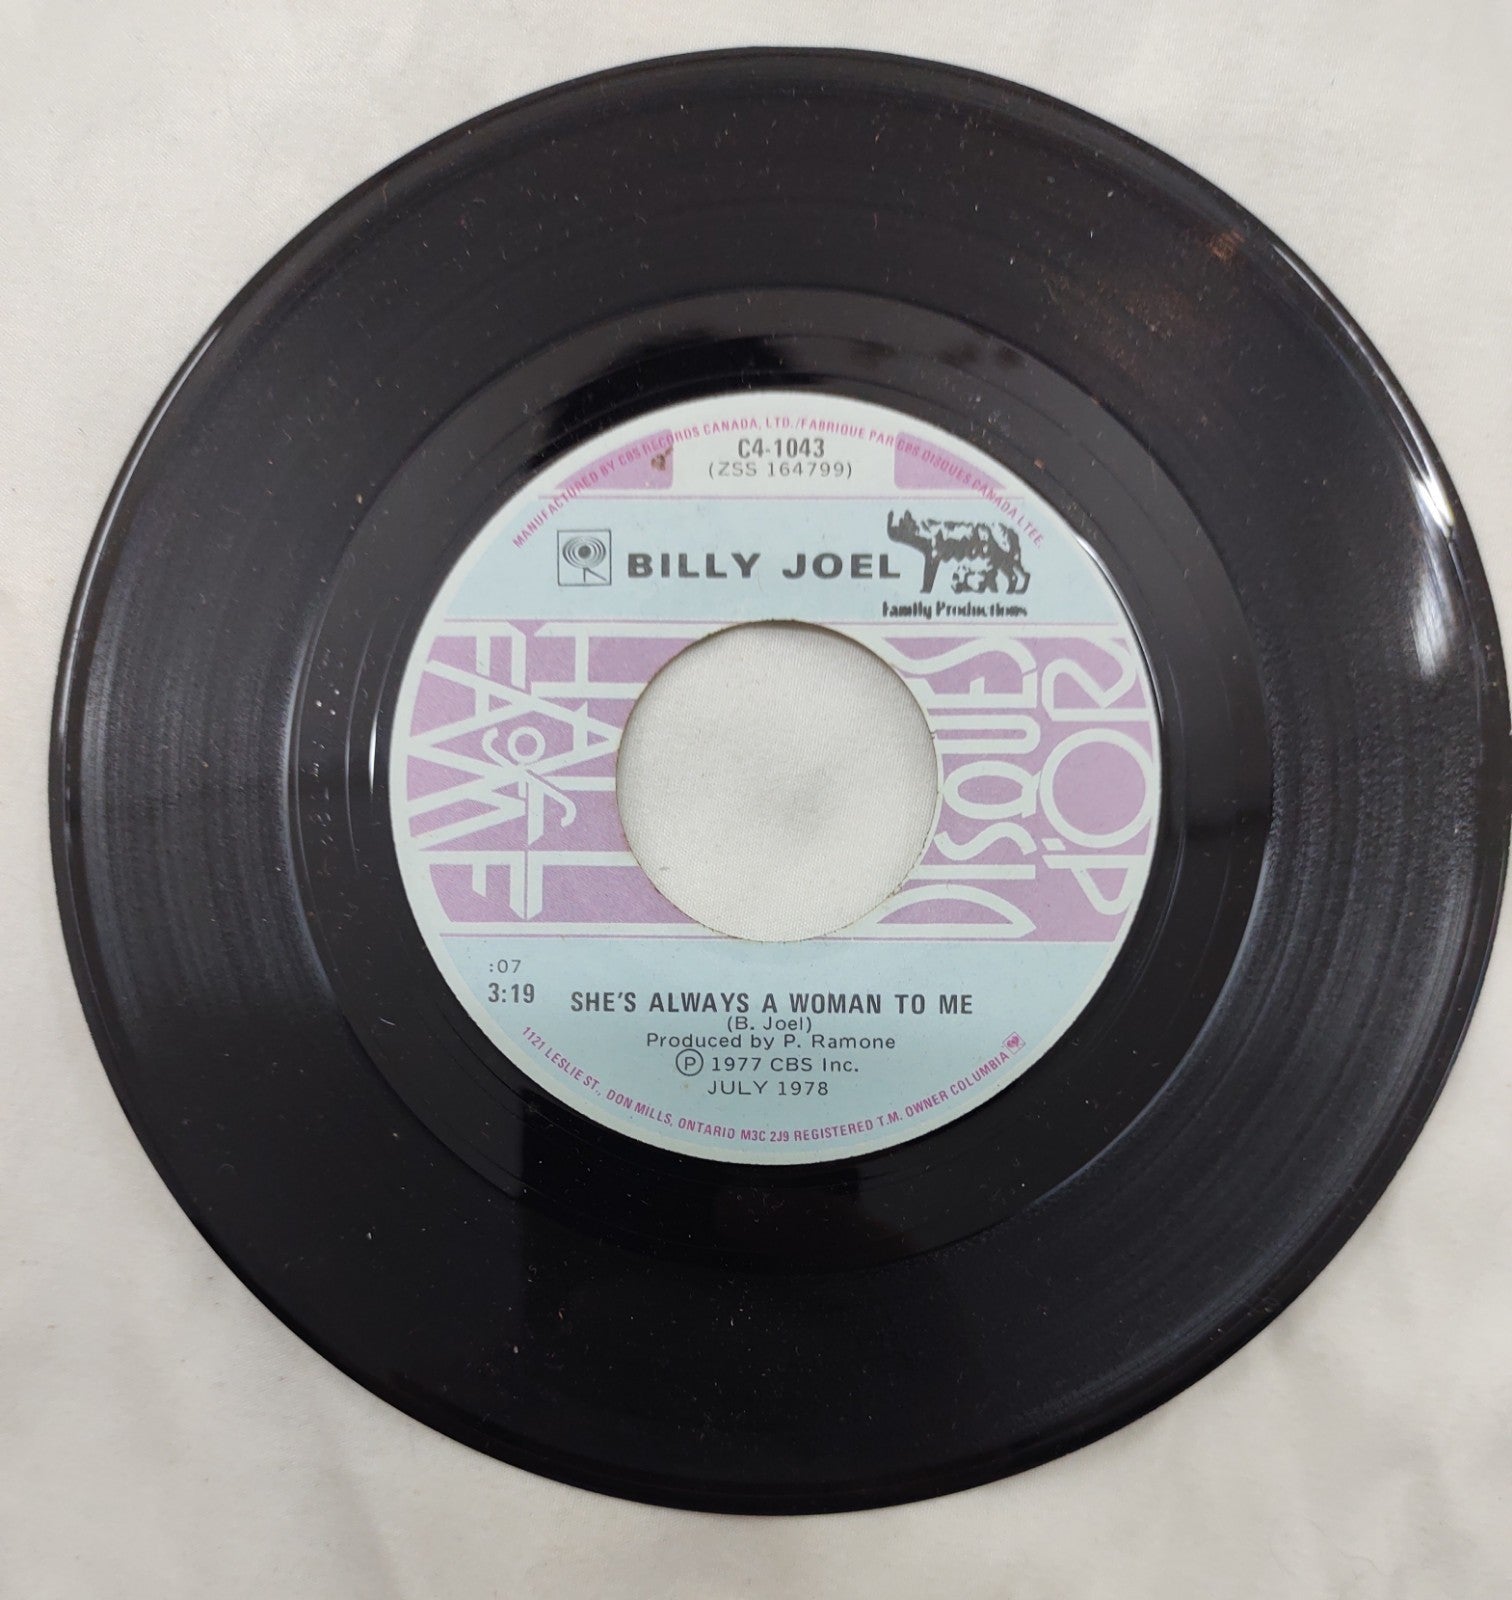 MANUFACTURED BY CBS RECORDS CANADA, LTD./FABRIQUE PAR CBS DISQUES CANADA LTEE.
C4-1043
(ZSS 164799)
BILLY JOEL
Family Productions
HALL
OF
FAME
DISQUES
D'OR
:07
3:19
SHE'S ALWAYS A WOMAN TO ME
(B. Joel)
Produced by P. Ramone
Ⓟ 1977 CBS Inc.
JULY 1978
1121 LESLIE ST., DON MILLS, ONTARIO M3C 2J9 REGISTERED T.M. OWNER COLUMBIA